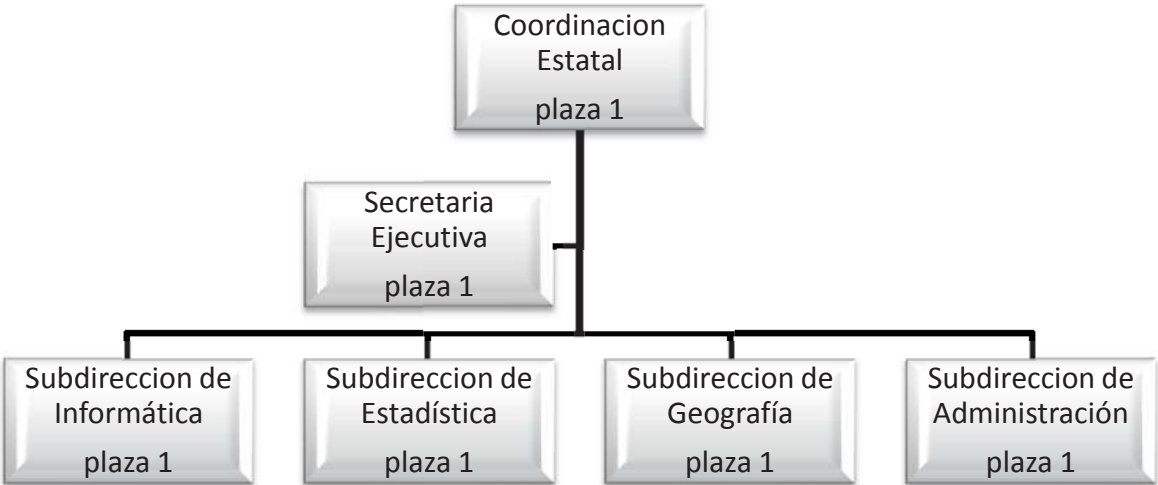 Coordinacion
Estatal
plaza 1
Secretaria
Ejecutiva
plaza 1
Subdireccion de
Informática
plaza 1
Subdireccion de
Estadística
plaza 1
Subdireccion de
Geografía
plaza 1
Subdireccion de
Administración
plaza 1